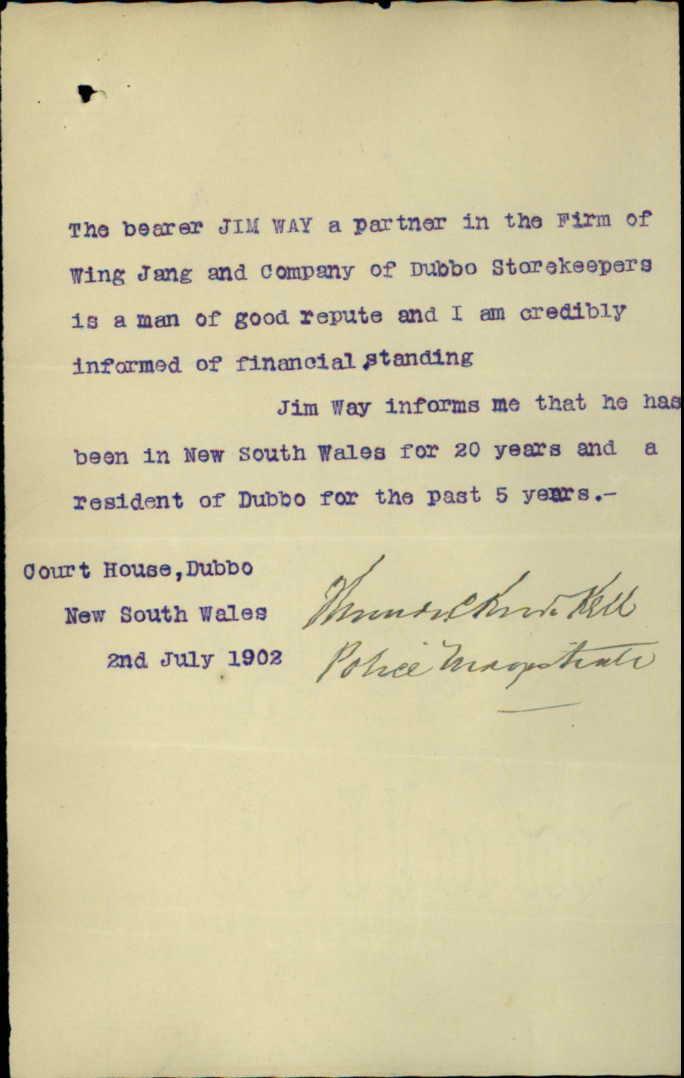 The bearer JIM WAY a partner in the Firm of
Wing Jang and Company of Dubbo Storekeepers
is a man of good repute and I am credibly
informed of financial standing
Jim Way informs me that he has
been in New South Wales for 20 years and a
resident of Dubbo for the past 5 years.-
Court House,Dubbo
New South Wales
2nd July 1902
Kell
Police Magistrate